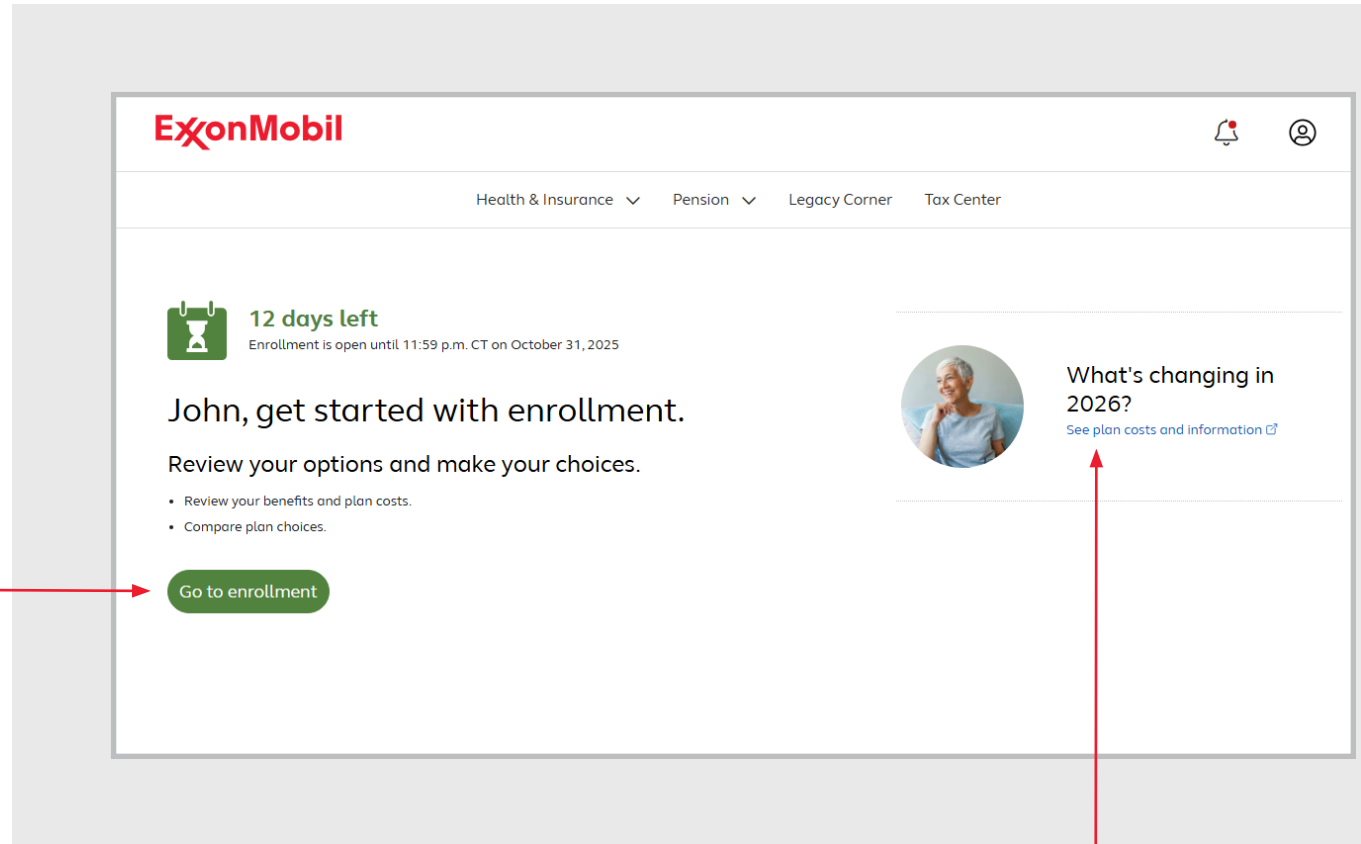 ExxonMobil
Health & Insurance Pension Legacy Corner Tax Center
12 days left
Enrollment is open until 11:59 p.m. CT on October 31, 2025
John, get started with enrollment.
Review your options and make your choices.
• Review your benefits and plan costs.
• Compare plan choices.
Go to enrollment
What's changing in
2026?
See plan costs and information